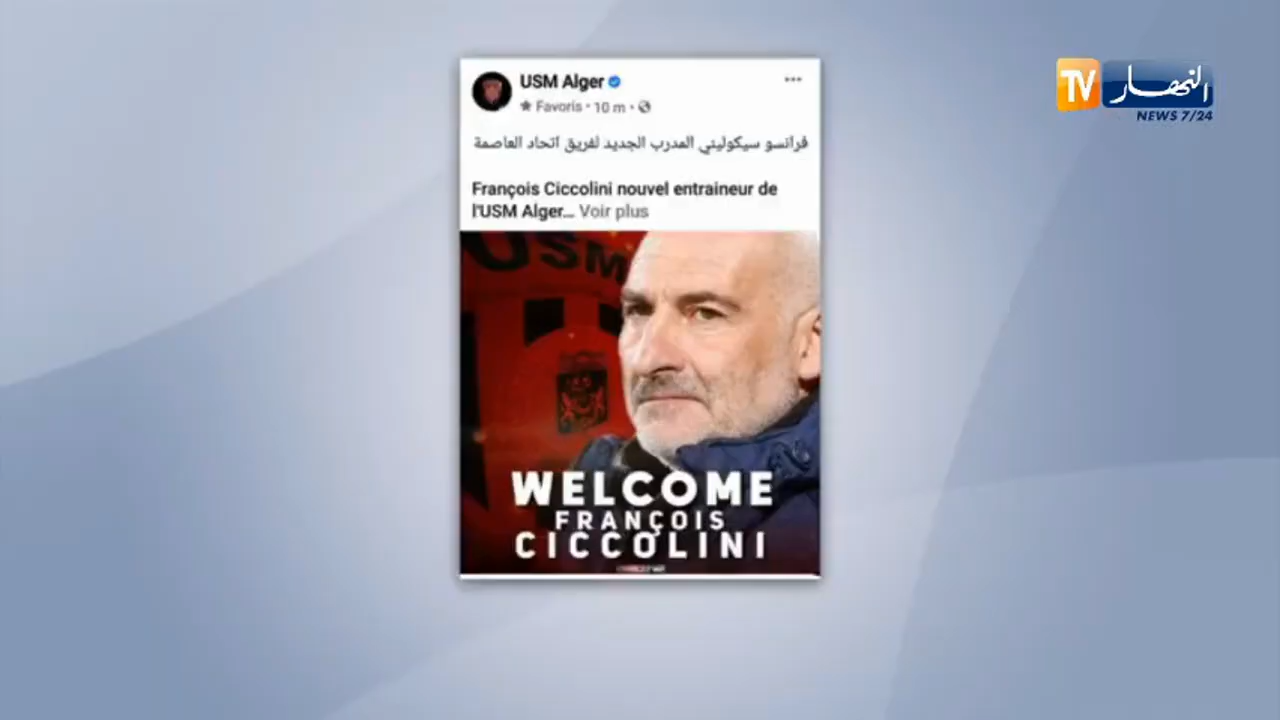 USM Alger
Favoris · 10 m ·
فرانسو سيكوليني المدرب الجديد لفريق اتحاد العاصمة
François Ciccolini nouvel entraineur de
l'USM Alger... Voir plus
USM
WELCOME
FRANÇOIS
CICCOLINI
TV النهار
NEWS 7/24